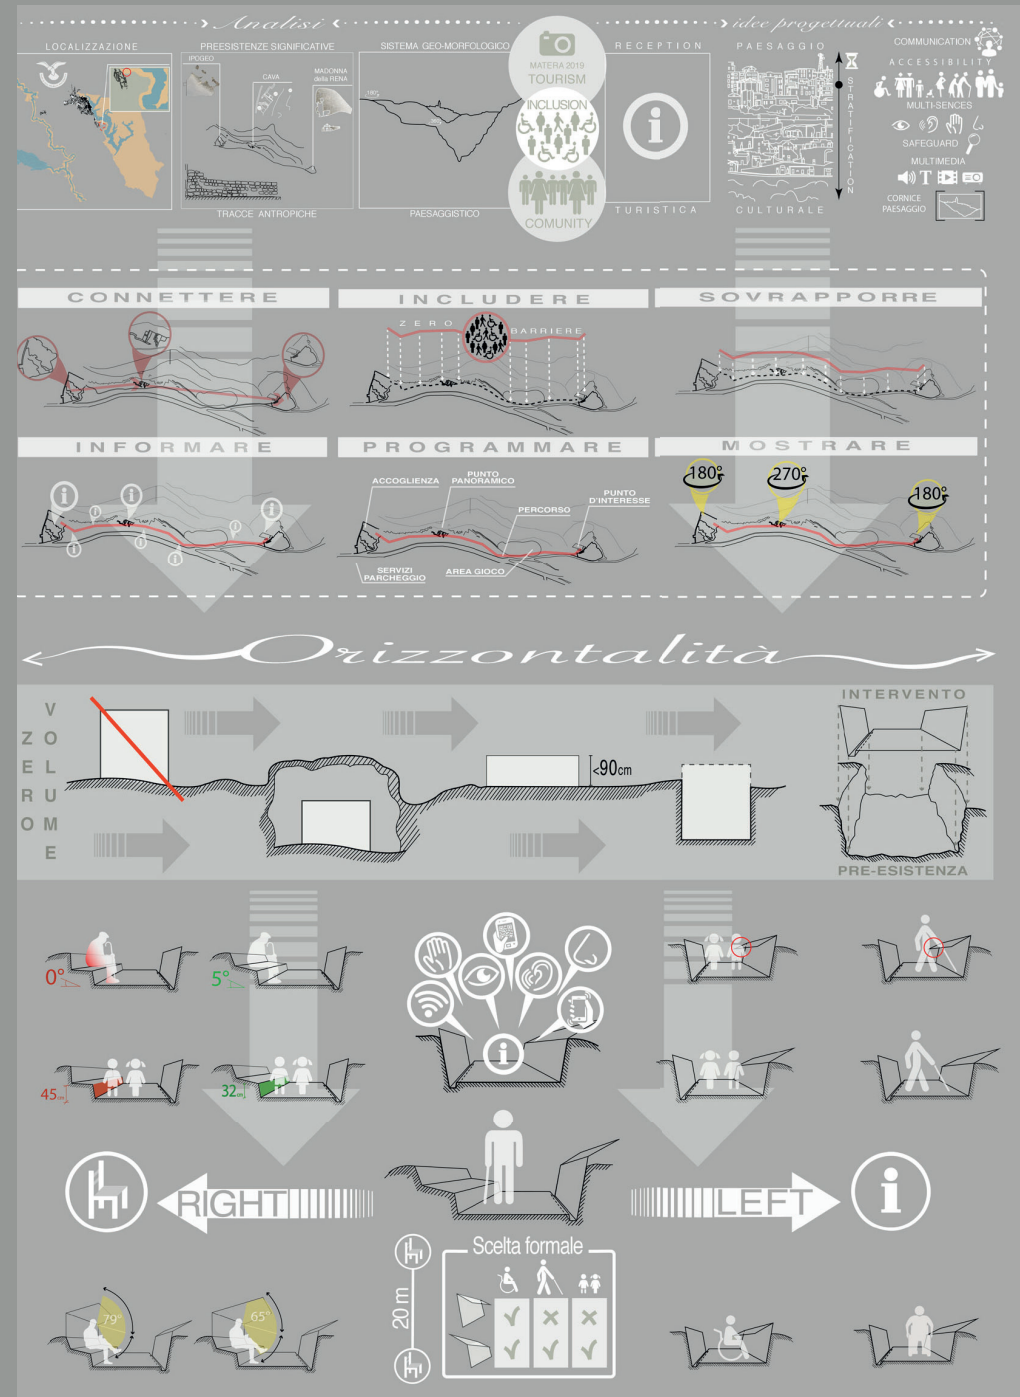 Analisi
idee progettuali
LOCALIZZAZIONE
PREESISTENZE SIGNIFICATIVE
IPOGEO
CAVA
MADONNA
della RENA
TRACCE ANTROPICHE
SISTEMA GEO-MORFOLOGICO
PAESAGGISTICO
MATERA 2019
TOURISM
INCLUSION
COMUNITY
RECEPTION
i
TURISTICA
PAESAGGIO
CULTURALE
STRATIFICATION
COMMUNICATION
ACCESSIBILITY
MULTI-SENCES
SAFEGUARD
MULTIMEDIA
T
CORNICE
PAESAGGIO
CONNETTERE
INCLUDERE
SOVRAPPORRE
ZERO
BARRIERE
INFORMARE
PROGRAMMARE
MOSTRARE
i
i
i
i
i
i
i
i
ACCOGLIENZA
PUNTO
PANORAMICO
PUNTO
D'INTERESSE
PERCORSO
SERVIZI
PARCHEGGIO
AREA GIOCO
180°
270°
180°
Orizzontalità
ZERO
VOLUME
<90cm
INTERVENTO
PRE-ESISTENZA
0°
5°
i
45cm
32cm
RIGHT
LEFT
i
79°
65°
20 m
Scelta formale